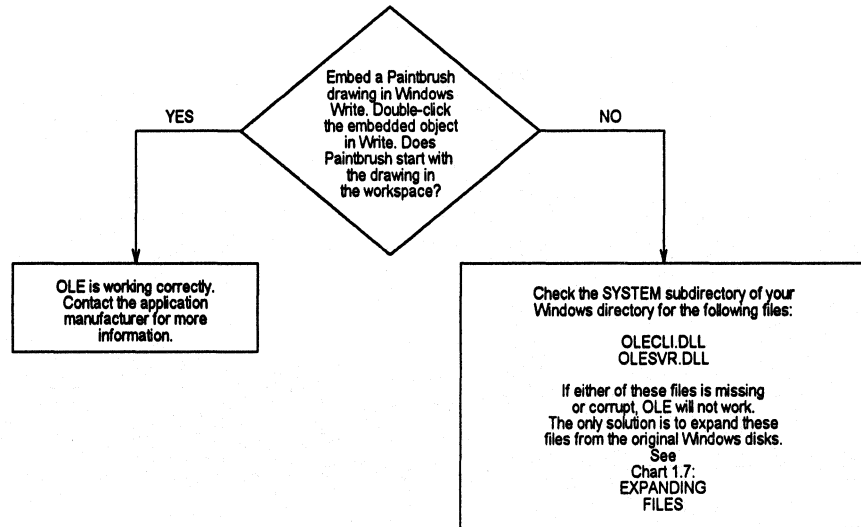 Embed a Paintbrush
drawing in Windows
Write. Double-click
the embedded object
in Write. Does
Paintbrush start with
the drawing in
the workspace?
YES
NO
OLE is working correctly.
Contact the application
manufacturer for more
information.
Check the SYSTEM subdirectory of your
Windows directory for the following files:
OLECLI.DLL
OLESVR.DLL
If either of these files is missing
or corrupt, OLE will not work.
The only solution is to expand these
files from the original Windows disks.
See
Chart 1.7:
EXPANDING
FILES